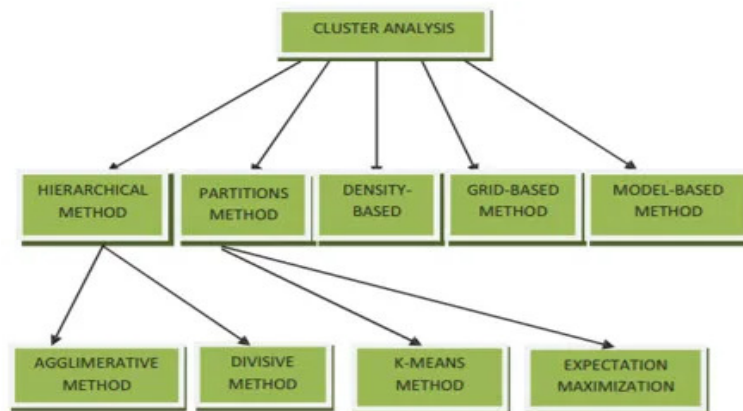 CLUSTER ANALYSIS
HIERARCHICAL
METHOD
PARTITIONS
METHOD
DENSITY-
BASED
GRID-BASED
METHOD
MODEL-BASED
METHOD
AGGLIMERATIVE
METHOD
DIVISIVE
METHOD
K-MEANS
METHOD
EXPECTATION
MAXIMIZATION